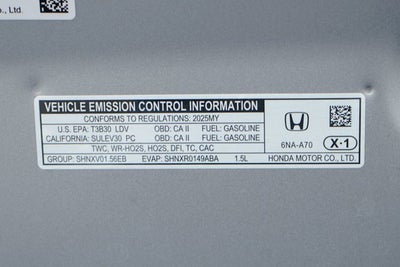 o., Ltd.
VEHICLE EMISSION CONTROL INFORMATION
CONFORMS TO REGULATIONS: 2025MY
U.S. EPA: T3B30 LDV OBD: CA II FUEL: GASOLINE
CALIFORNIA: SULEV30 PC OBD: CA II FUEL: GASOLINE
TWC, WR-HO2S, HO2S, DFI, TC, CAC
GROUP: SHNXV01.56EB EVAP: SHNXR0149ABA 1.5L
6NA-A70 X·1
HONDA MOTOR CO., LTD.